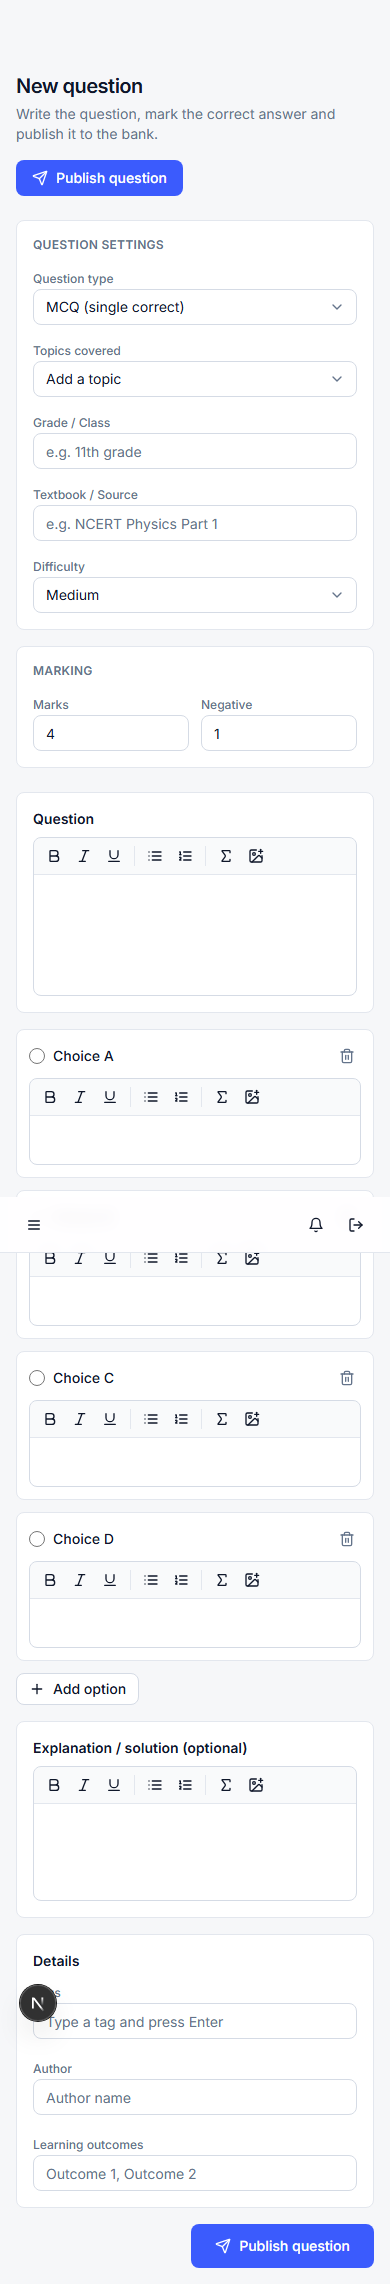 New question
Write the question, mark the correct answer and
publish it to the bank.
Publish question
QUESTION SETTINGS
Question type
MCQ (single correct)
Topics covered
Add a topic
Grade / Class
e.g. 11th grade
Textbook / Source
e.g. NCERT Physics Part 1
Difficulty
Medium
MARKING
Marks
Negative
4
1
Question
Choice A
Choice C
Choice D
Add option
Explanation / solution (optional)
Details
Type a tag and press Enter
Author
Author name
Learning outcomes
Outcome 1, Outcome 2
Publish question